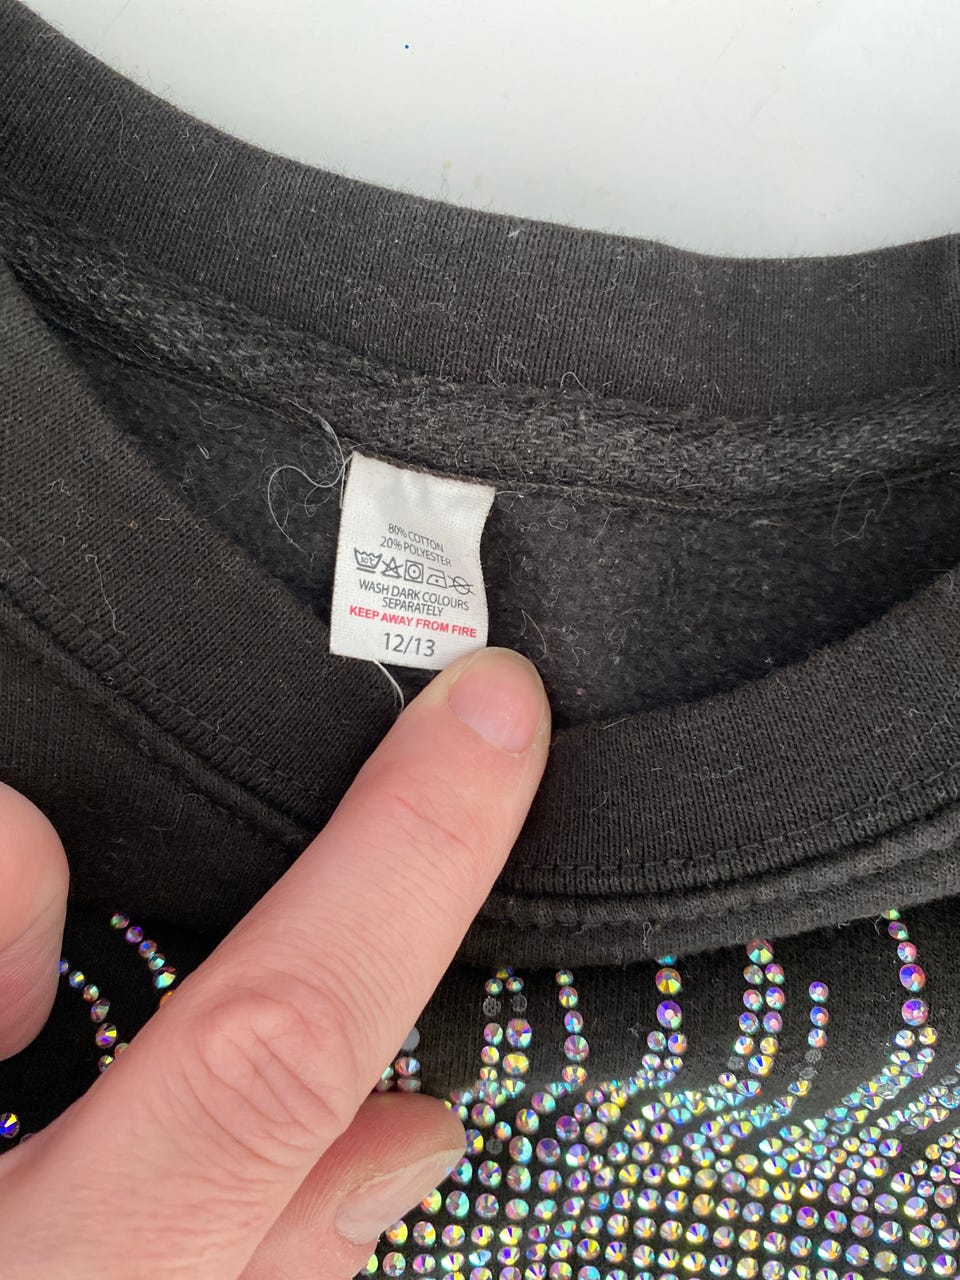 80% COTTON
20% POLYESTER
WASH DARK COLOURS
SEPARATELY
KEEP AWAY FROM FIRE
12/13